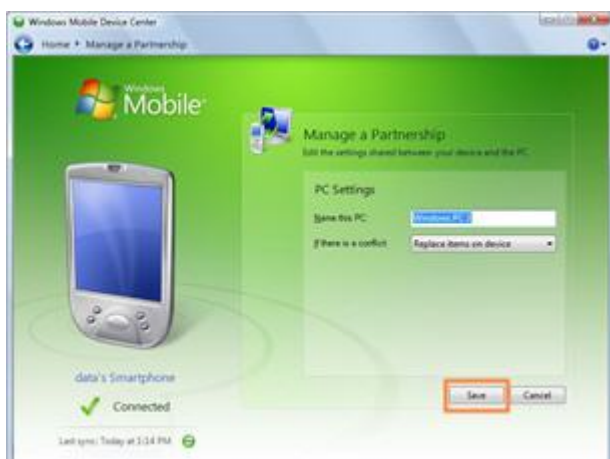 Windows Mobile Device Center
Home ▸ Manage a Partnership
Windows
Mobile
Manage a Partnership
Edit the settings shared between your device and the PC.
PC Settings
Name this PC:
If there is a conflict:
Replace items on device
data's Smartphone
Connected
Save
Cancel
Last sync: Today at 1:14 PM